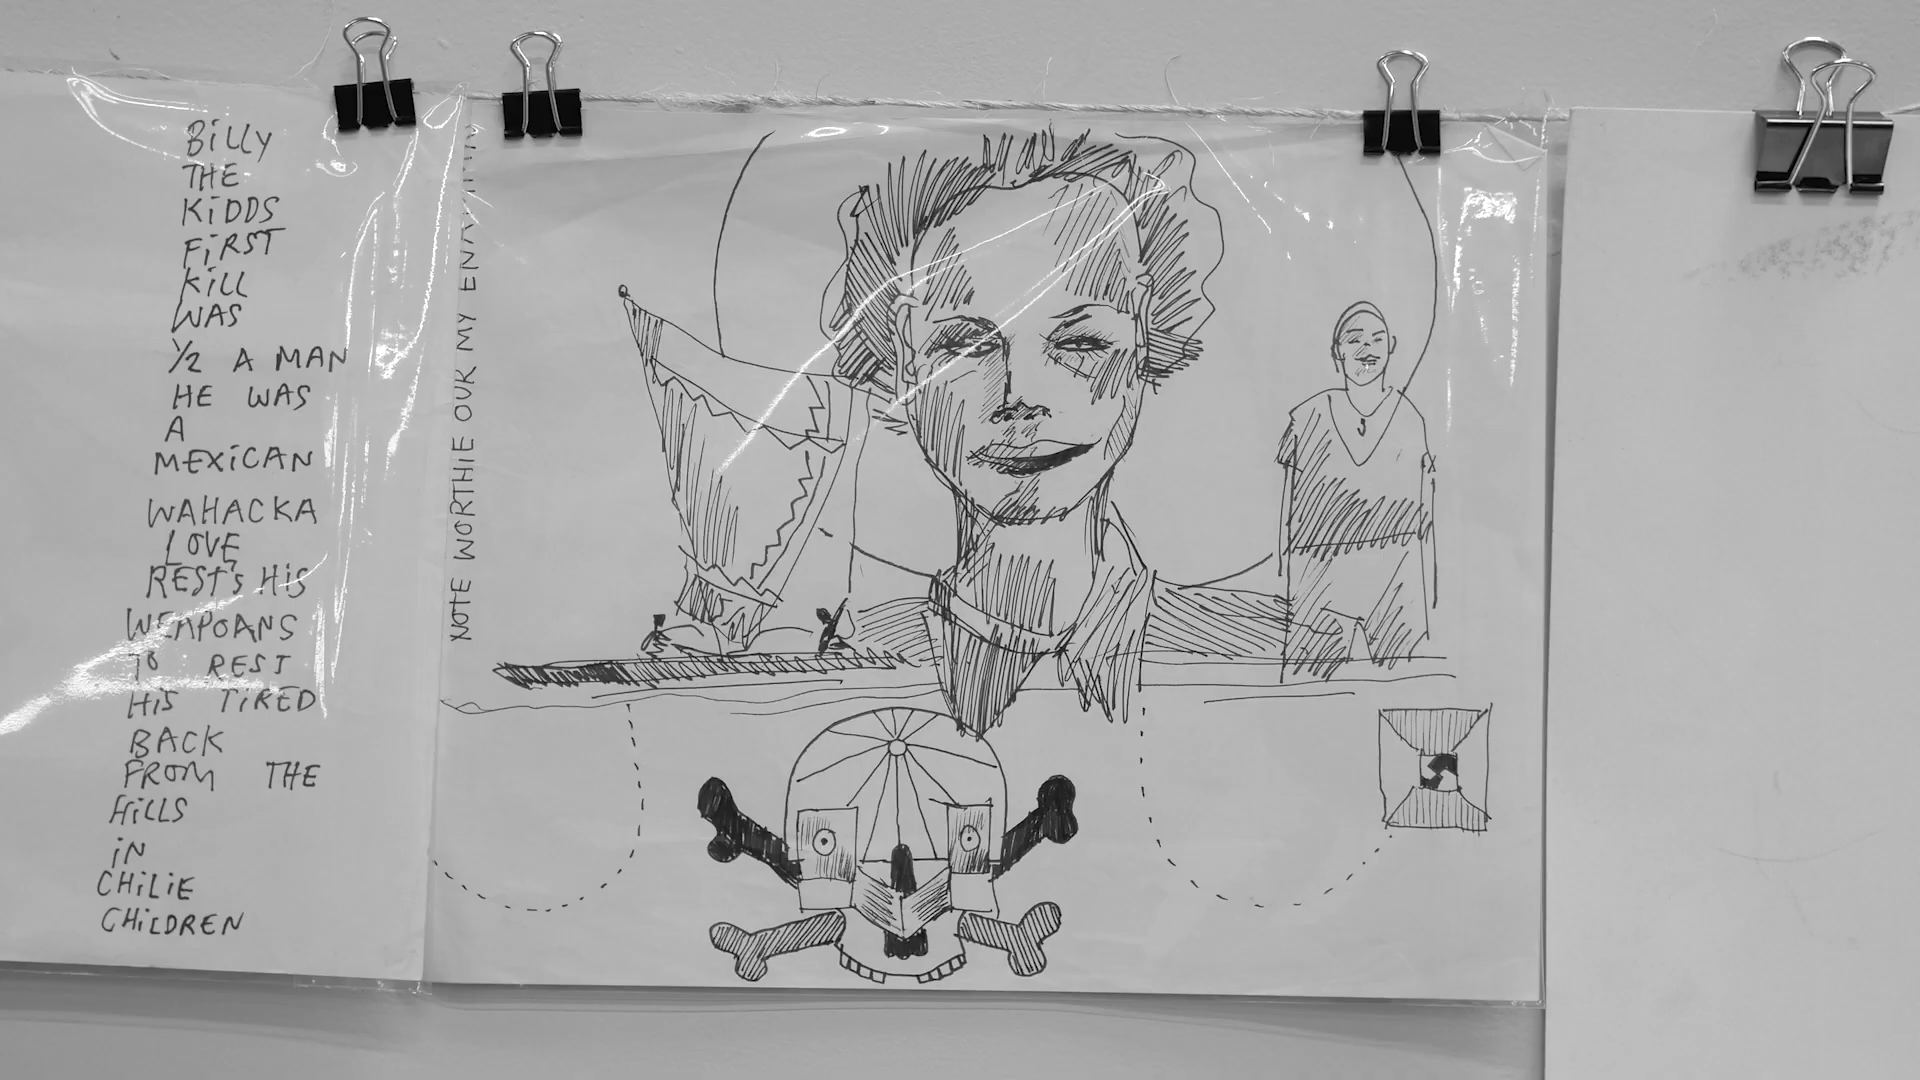 BiLLY
THE
KiDDS
FiRST
KiLL
WAS
1/2 A MAN
HE WAS
A
MEXiCAN
WAHACKA
LOVE
REST'S HiS
WEAPOANS
TO REST
HiS TiRED
BACK
FROM THE
HiLLS
iN
CHiLiE
CHiLDREN
NOTE WORTHIE OUR MY